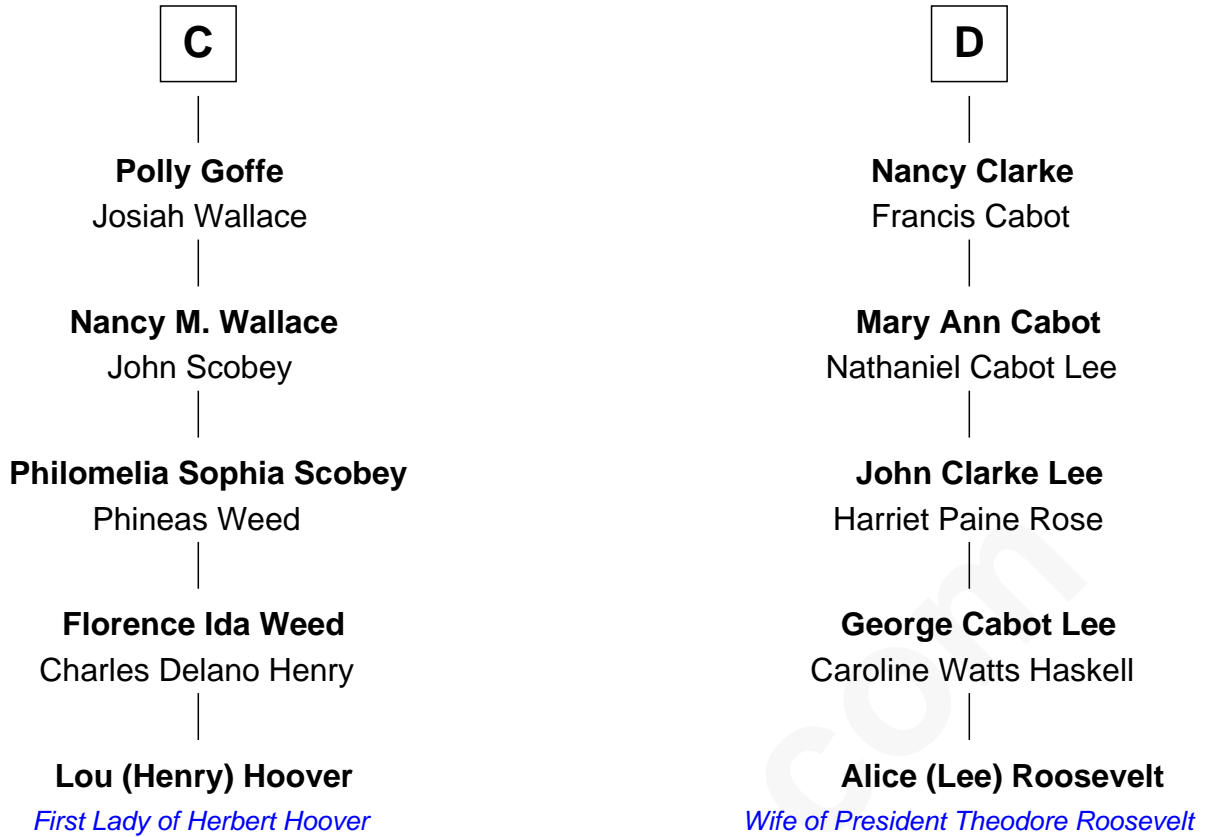 C
Polly Goffe
Josiah Wallace
Nancy M. Wallace
John Scobey
Philomelia Sophia Scobey
Phineas Weed
Florence Ida Weed
Charles Delano Henry
Lou (Henry) Hoover
First Lady of Herbert Hoover
D
Nancy Clarke
Francis Cabot
Mary Ann Cabot
Nathaniel Cabot Lee
John Clarke Lee
Harriet Paine Rose
George Cabot Lee
Caroline Watts Haskell
Alice (Lee) Roosevelt
Wife of President Theodore Roosevelt
com